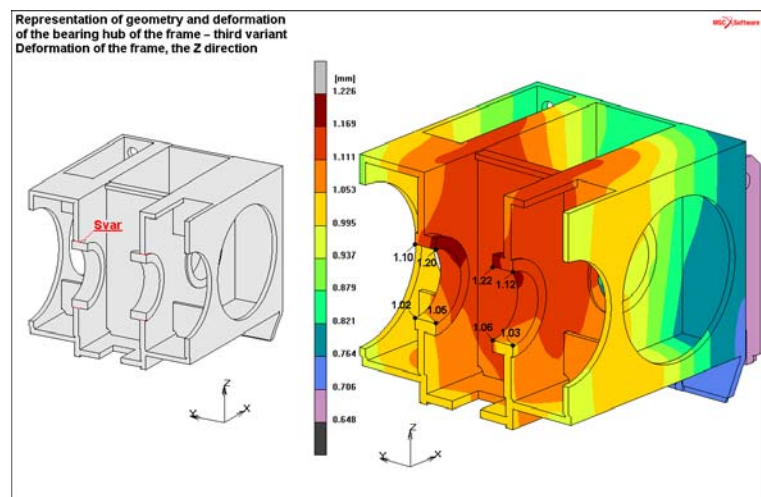 Representation of geometry and deformation
of the bearing hub of the frame – third variant
Deformation of the frame, the Z direction
MSC Software
[mm]
1.226
1.169
1.111
1.053
0.995
0.937
0.879
0.821
0.764
0.706
0.648
Svar
1.10
1.20
1.22
1.12
1.02
1.05
1.06
1.03
Z
Y
X
Z
Y
X